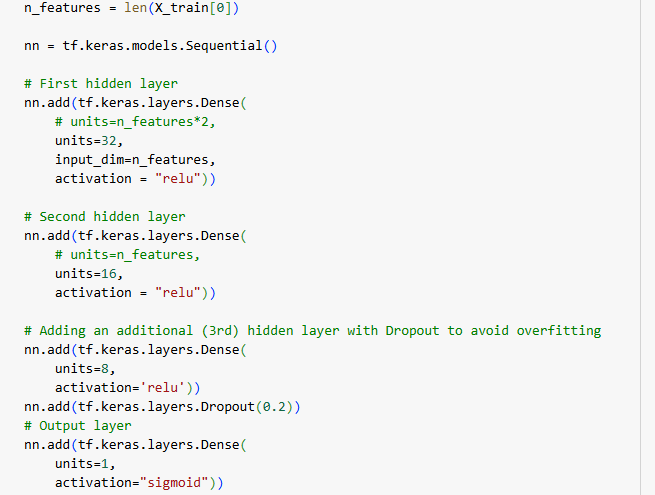 n_features = len(X_train[0])
nn = tf.keras.models.Sequential()
# First hidden layer
nn.add(tf.keras.layers.Dense(
    # units=n_features*2,
    units=32,
    input_dim=n_features,
    activation = "relu"))
# Second hidden layer
nn.add(tf.keras.layers.Dense(
    # units=n_features,
    units=16,
    activation = "relu"))
# Adding an additional (3rd) hidden layer with Dropout to avoid overfitting
nn.add(tf.keras.layers.Dense(
    units=8,
    activation='relu'))
nn.add(tf.keras.layers.Dropout(0.2))
# Output layer
nn.add(tf.keras.layers.Dense(
    units=1,
    activation="sigmoid"))